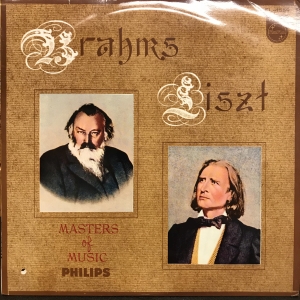 Brahms
Liszt
MASTERS
of
MUSIC
PHILIPS